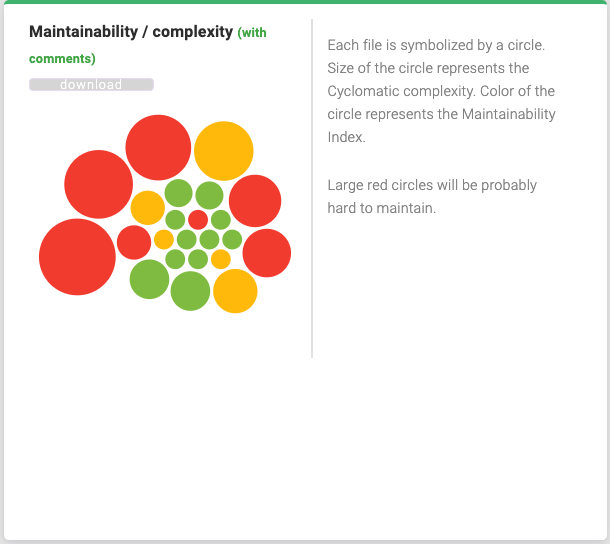 Maintainability / complexity (with
comments)
download
Each file is symbolized by a circle.
Size of the circle represents the
Cyclomatic complexity. Color of the
circle represents the Maintainability
Index.
Large red circles will be probably
hard to maintain.